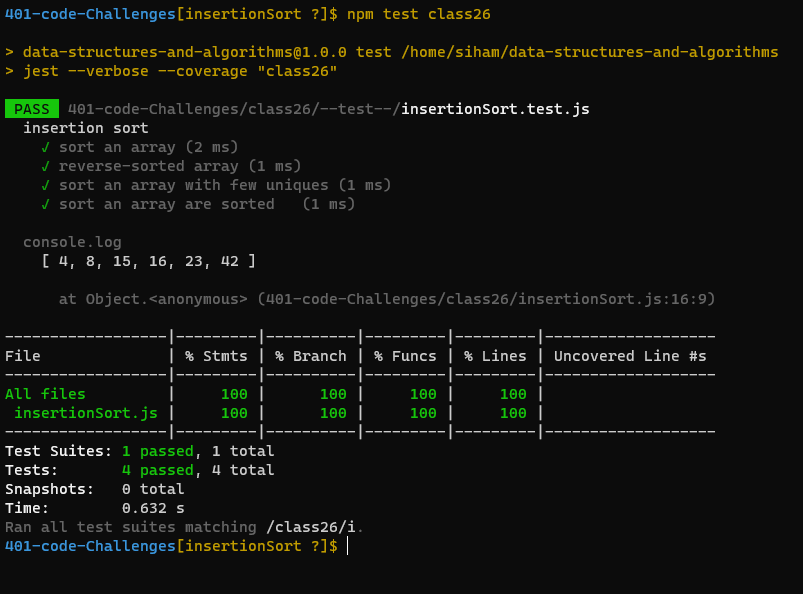 401-code-Challenges[insertionSort ?]$ npm test class26
> data-structures-and-algorithms@1.0.0 test /home/siham/data-structures-and-algorithms
> jest --verbose --coverage "class26"
PASS 401-code-Challenges/class26/--test--/insertionSort.test.js
  insertion sort
    ✓ sort an array (2 ms)
    ✓ reverse-sorted array (1 ms)
    ✓ sort an array with few uniques (1 ms)
    ✓ sort an array are sorted   (1 ms)
  console.log
    [ 4, 8, 15, 16, 23, 42 ]
      at Object.<anonymous> (401-code-Challenges/class26/insertionSort.js:16:9)
------------------|---------|----------|---------|---------|-------------------
File              | % Stmts | % Branch | % Funcs | % Lines | Uncovered Line #s
------------------|---------|----------|---------|---------|-------------------
All files         |     100 |      100 |     100 |     100 |
 insertionSort.js |     100 |      100 |     100 |     100 |
------------------|---------|----------|---------|---------|-------------------
Test Suites: 1 passed, 1 total
Tests:       4 passed, 4 total
Snapshots:   0 total
Time:        0.632 s
Ran all test suites matching /class26/i.
401-code-Challenges[insertionSort ?]$